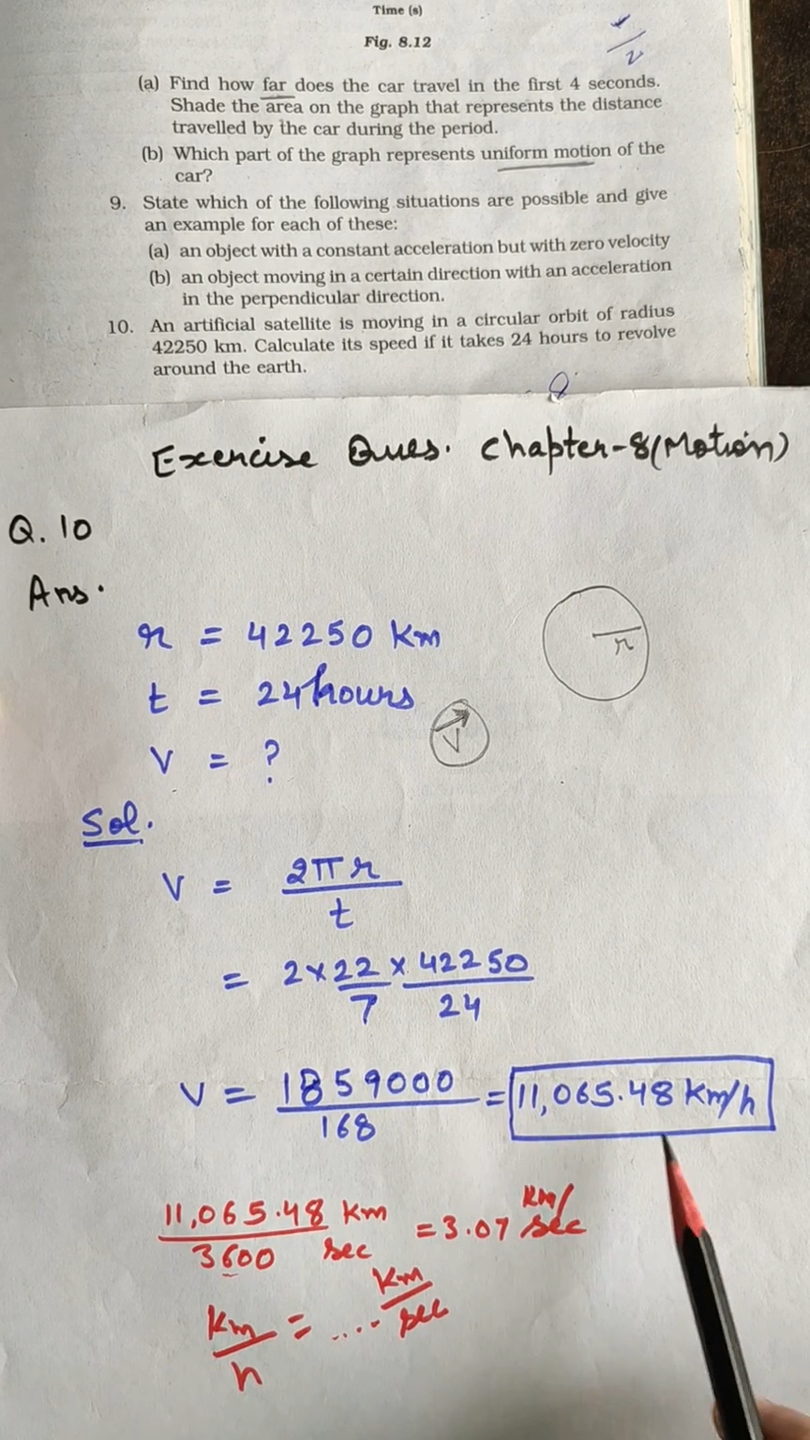 Time (s)
Fig. 8.12
(a) Find how far does the car travel in the first 4 seconds.
Shade the area on the graph that represents the distance
travelled by the car during the period.
(b) Which part of the graph represents uniform motion of the
car?
9. State which of the following situations are possible and give
an example for each of these:
(a) an object with a constant acceleration but with zero velocity
(b) an object moving in a certain direction with an acceleration
in the perpendicular direction.
10. An artificial satellite is moving in a circular orbit of radius
42250 km. Calculate its speed if it takes 24 hours to revolve
around the earth.
Exercise Ques. Chapter-8(Motion)
Q. 10
Ans.
r = 42250 Km
r
t = 24hours
V = ?
V
Sol.
V = 2πr / t
= 2×22/7 × 42250/24
V = 1859000/168 = 11,065.48 Km/h
11,065.48 Km / 3600 sec = 3.07 Km/sec
Km/h = .... Km/sec